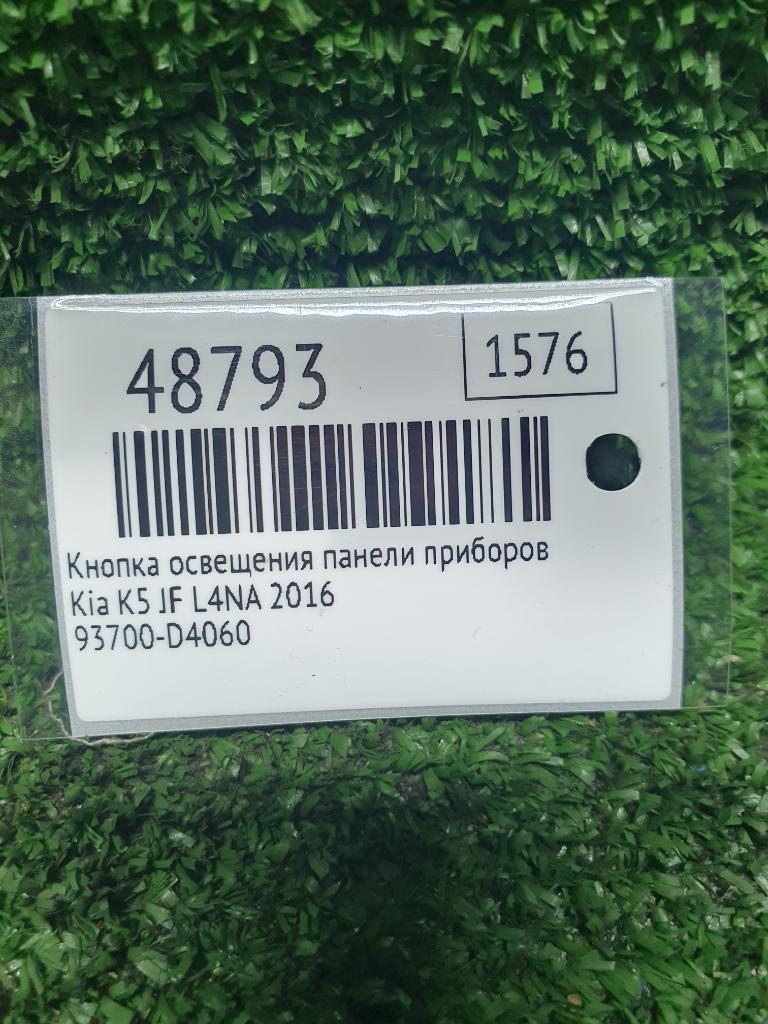 48793
1576
Кнопка освещения панели приборов
Kia K5 JF L4NA 2016
93700-D4060